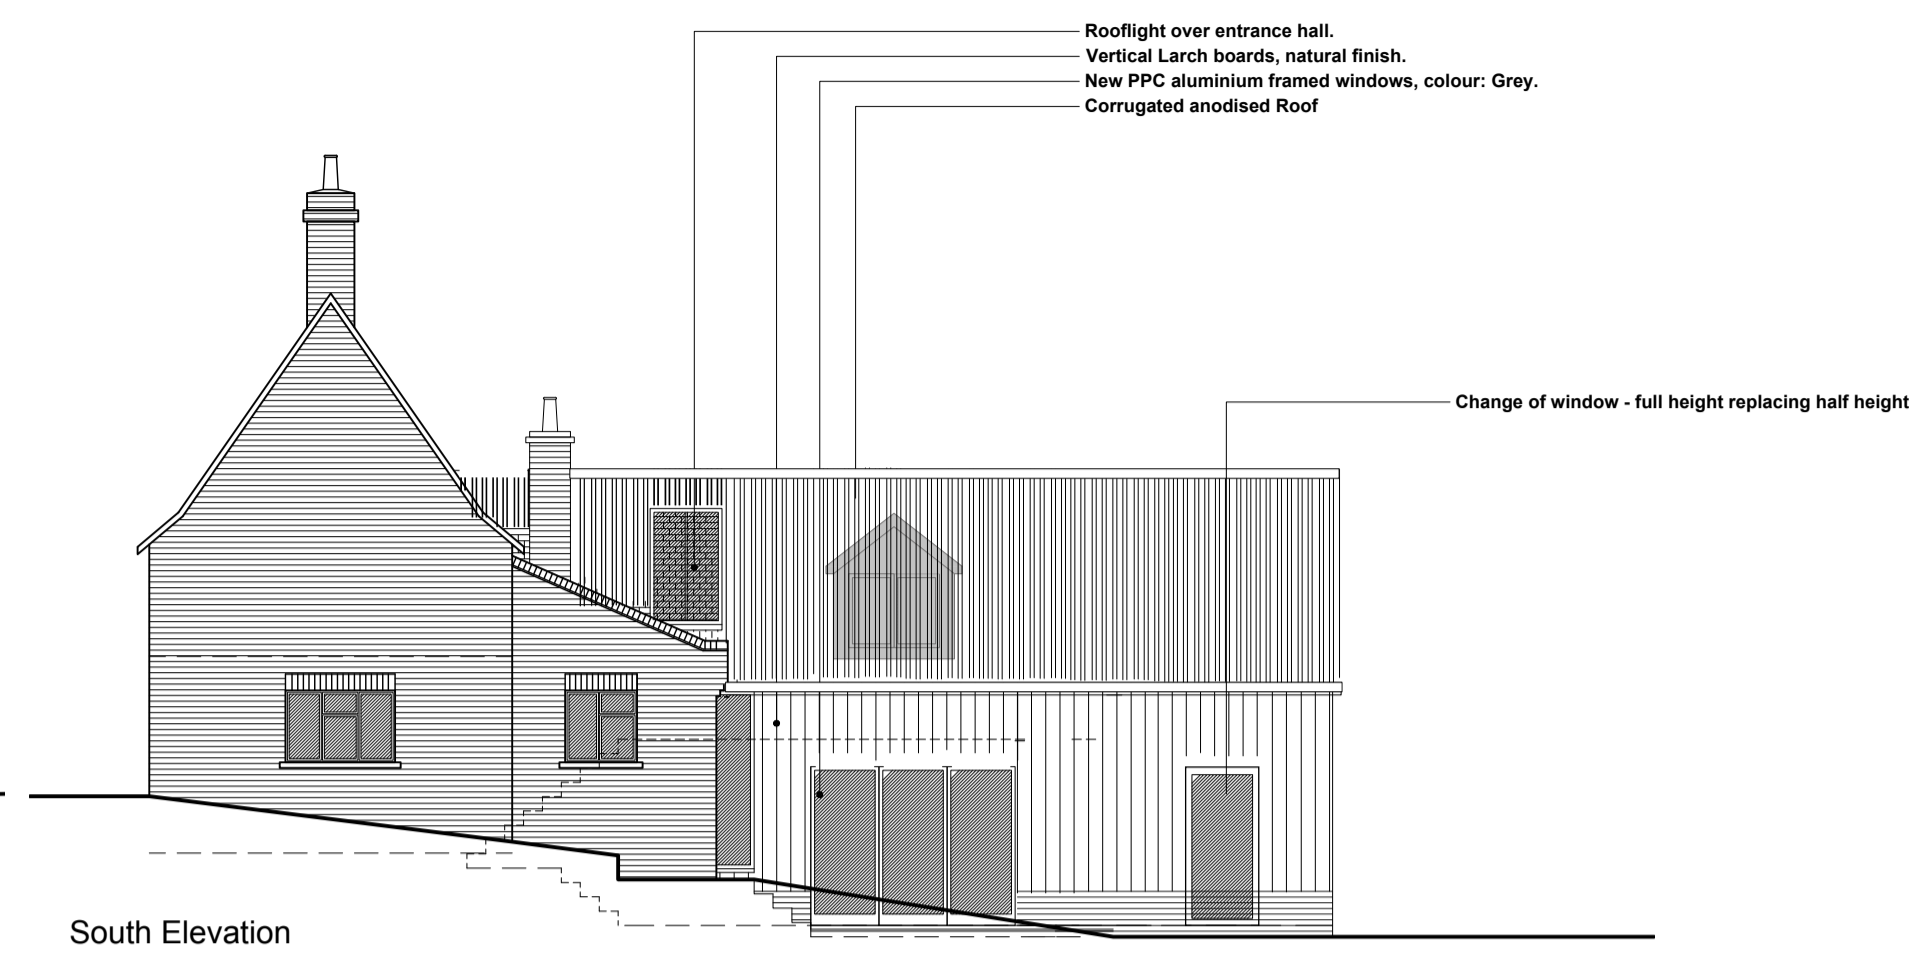 Rooflight over entrance hall.
Vertical Larch boards, natural finish.
New PPC aluminium framed windows, colour: Grey.
Corrugated anodised Roof
Change of window - full height replacing half height
South Elevation